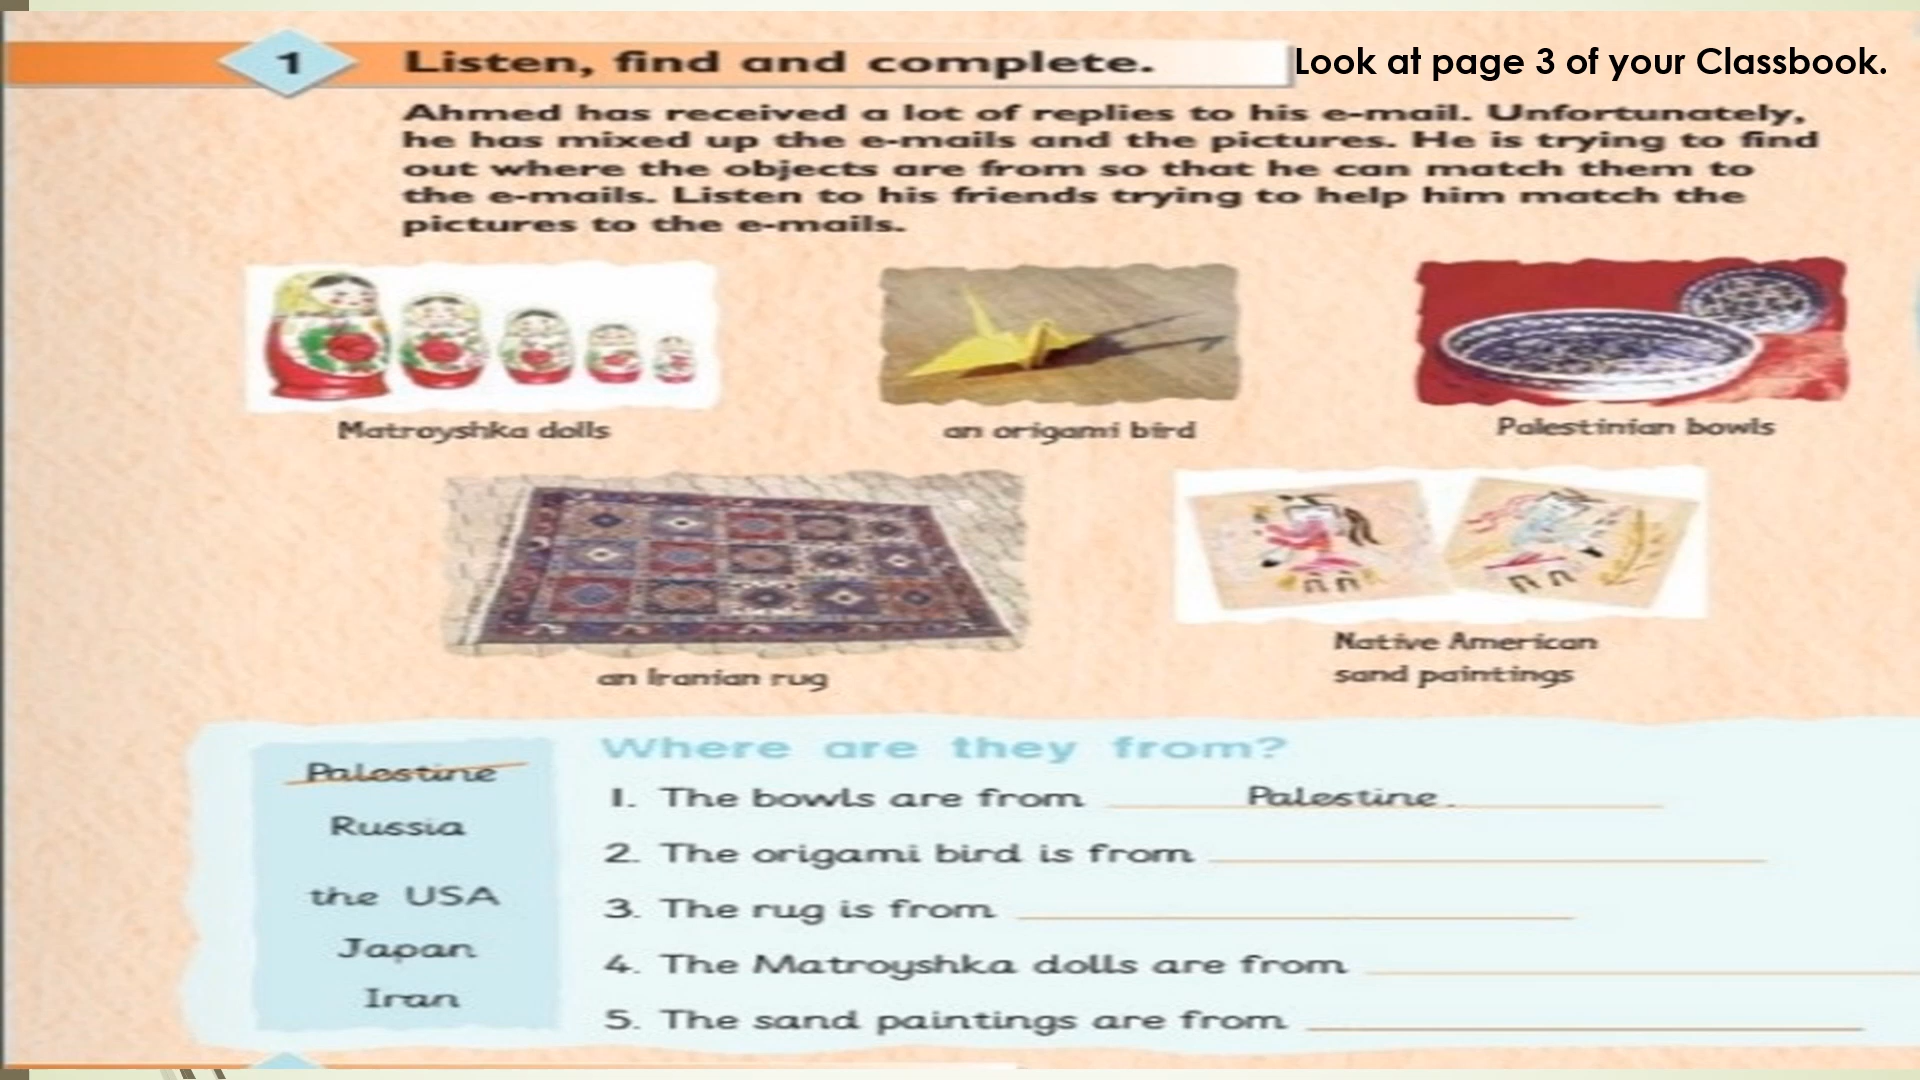 1 Listen, find and complete. Look at page 3 of your Classbook.
Ahmed has received a lot of replies to his e-mail. Unfortunately,
he has mixed up the e-mails and the pictures. He is trying to find
out where the objects are from so that he can match them to
the e-mails. Listen to his friends trying to help him match the
pictures to the e-mails.
Matroyshka dolls
an origami bird
Palestinian bowls
an Iranian rug
Native American
sand paintings
Palestine
Russia
the USA
Japan
Iran
Where are they from?
1. The bowls are from Palestine.
2. The origami bird is from
3. The rug is from
4. The Matroyshka dolls are from
5. The sand paintings are from